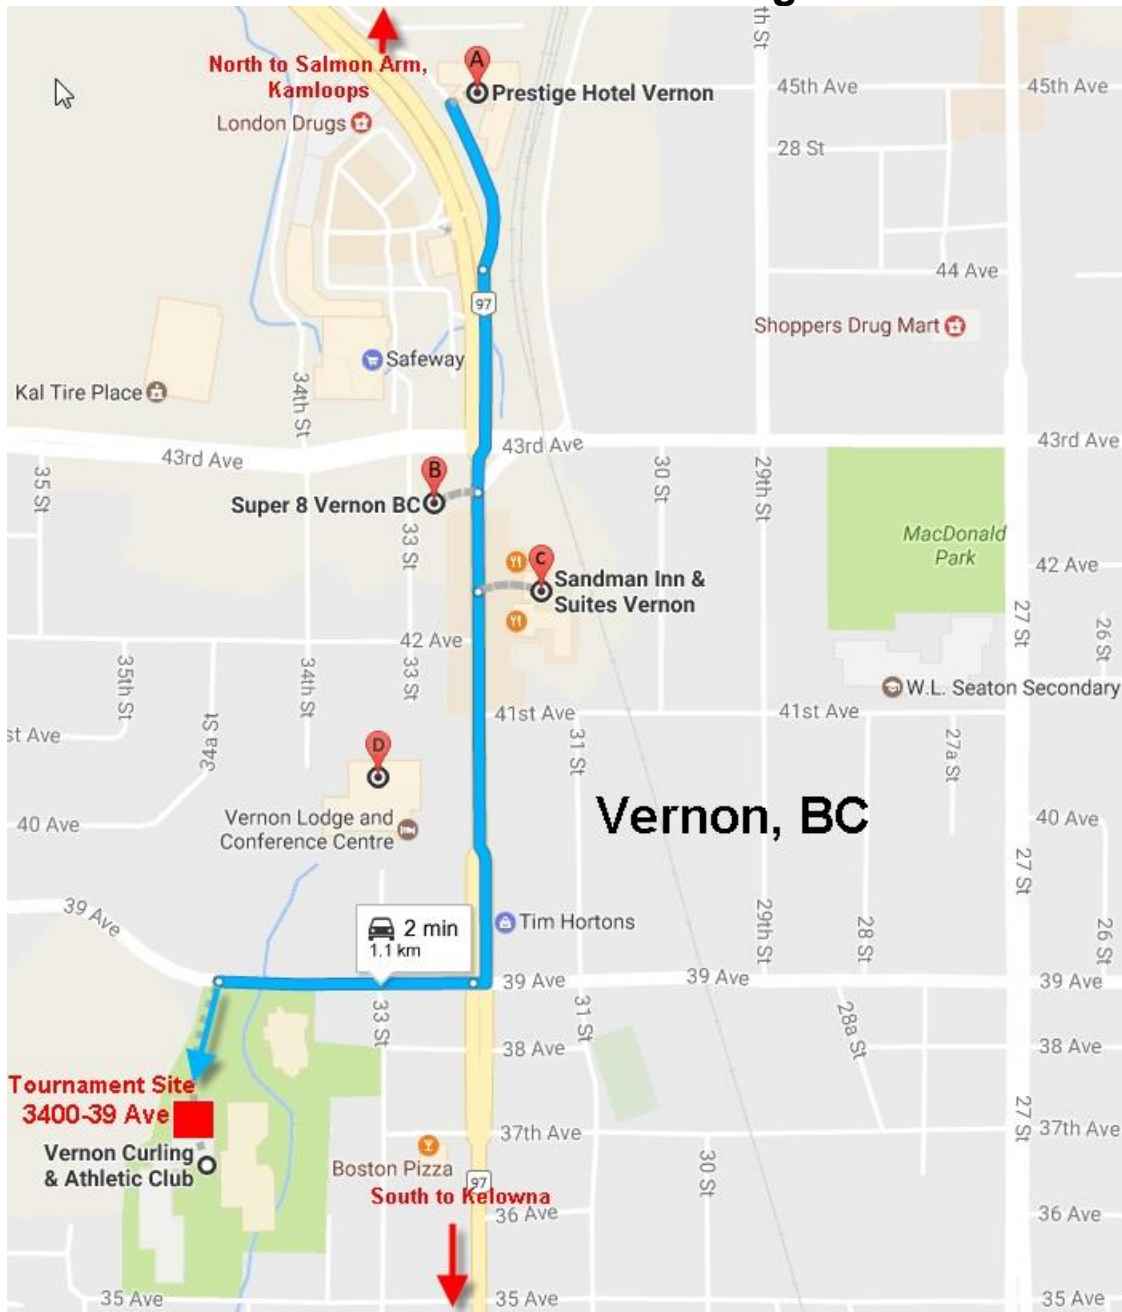 g
th St
North to Salmon Arm,
Kamloops
A
Prestige Hotel Vernon
45th Ave
45th Ave
London Drugs
28 St
44 Ave
97
Shoppers Drug Mart
Safeway
Kal Tire Place
34th St
43rd Ave
43rd Ave
43rd Ave
35 St
B
Super 8 Vernon BC
33 St
30 St
29th St
MacDonald
Park
C
Sandman Inn &
Suites Vernon
42 Ave
27 St
26 St
42 Ave
35th St
34th St
33 St
34a St
W.L. Seaton Secondary
41st Ave
41st Ave
st Ave
31 St
27a St
D
Vernon Lodge and
Conference Centre
Vernon, BC
40 Ave
40 Ave
27 St
39 Ave
2 min
1.1 km
Tim Hortons
29th St
28 St
26 St
39 Ave
39 Ave
39 Ave
33 St
31 St
28a St
38 Ave
38 Ave
Tournament Site
3400-39 Ave
Vernon Curling
& Athletic Club
27 St
37th Ave
37th Ave
Boston Pizza
30 St
97
South to Kelowna
36 Ave
36 Ave
35 Ave
35 Ave
35 Ave